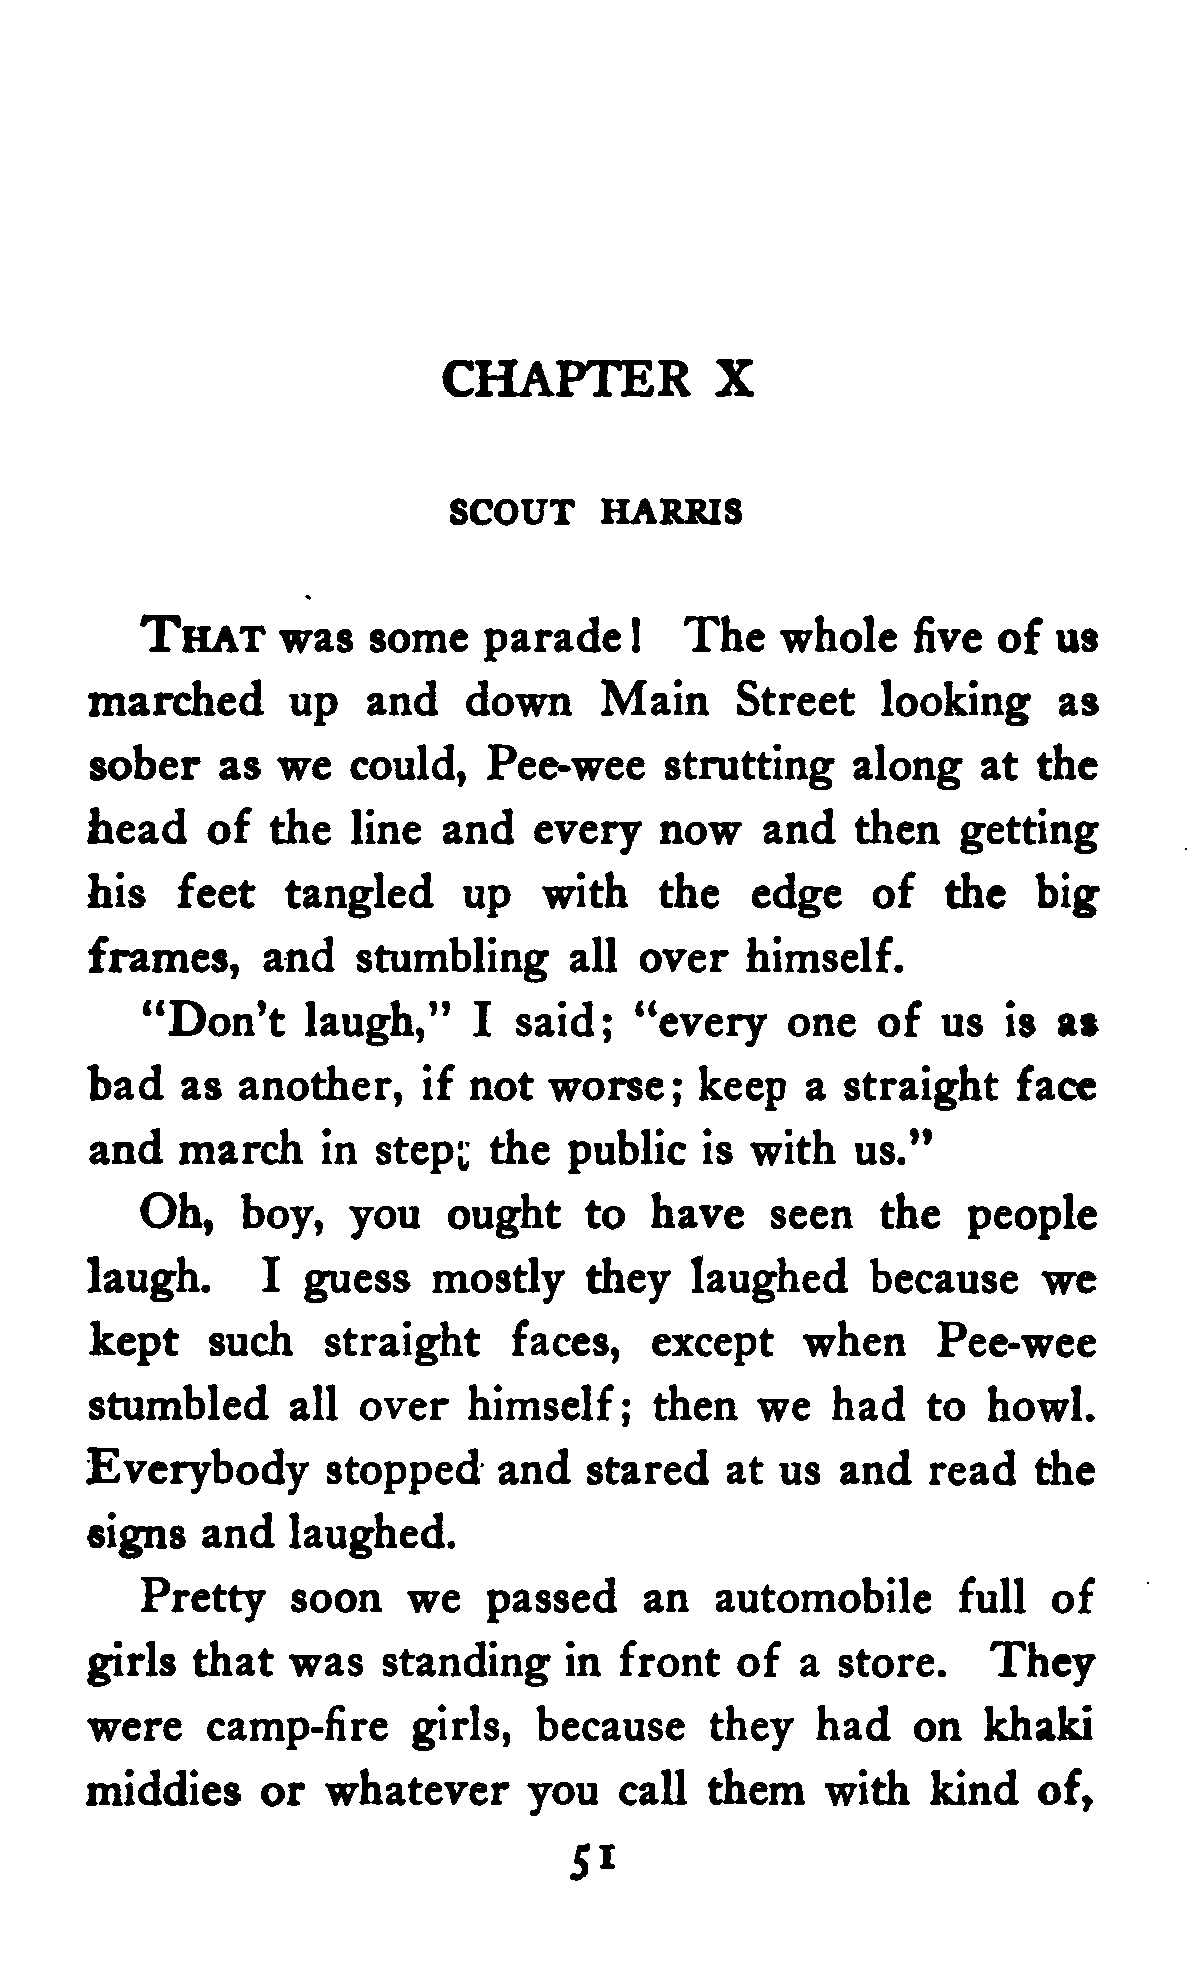 CHAPTER X
SCOUT HARRIS
THAT was some parade! The whole five of us
marched up and down Main Street looking as
sober as we could, Pee-wee strutting along at the
head of the line and every now and then getting
his feet tangled up with the edge of the big
frames, and stumbling all over himself.
"Don't laugh," I said; "every one of us is as
bad as another, if not worse; keep a straight face
and march in step; the public is with us."
Oh, boy, you ought to have seen the people
laugh. I guess mostly they laughed because we
kept such straight faces, except when Pee-wee
stumbled all over himself; then we had to howl.
Everybody stopped and stared at us and read the
signs and laughed.
Pretty soon we passed an automobile full of
girls that was standing in front of a store. They
were camp-fire girls, because they had on khaki
middies or whatever you call them with kind of,
51